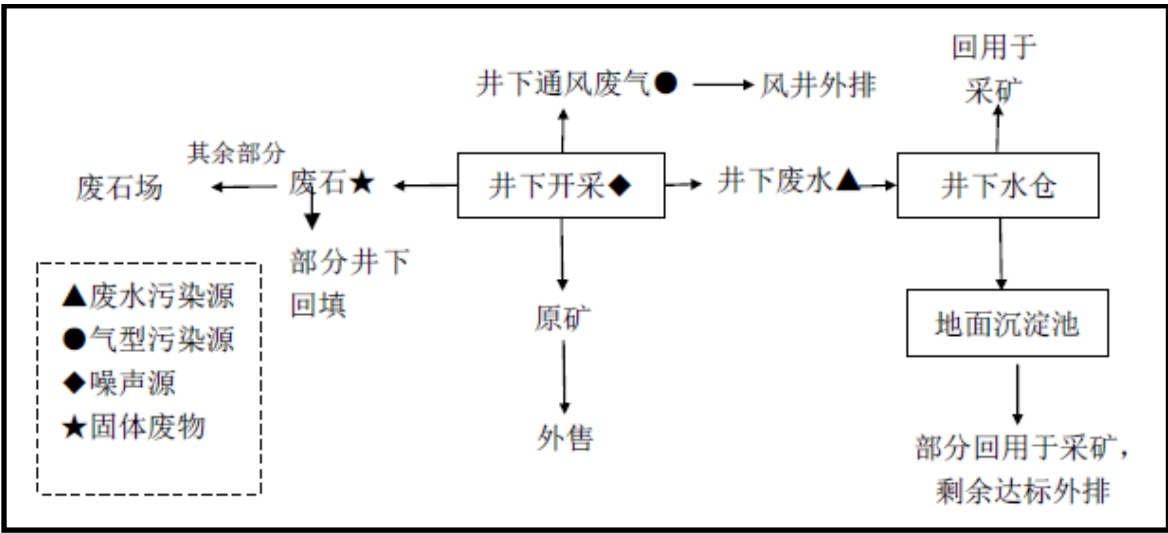 回用于
采矿
井下通风废气● 风井外排
其余部分
废石场 废石★ 井下开采◆ 井下废水▲ 井下水仓
部分井下
回填
▲废水污染源
●气型污染源
◆噪声源
★固体废物
原矿
外售
地面沉淀池
部分回用于采矿，
剩余达标外排